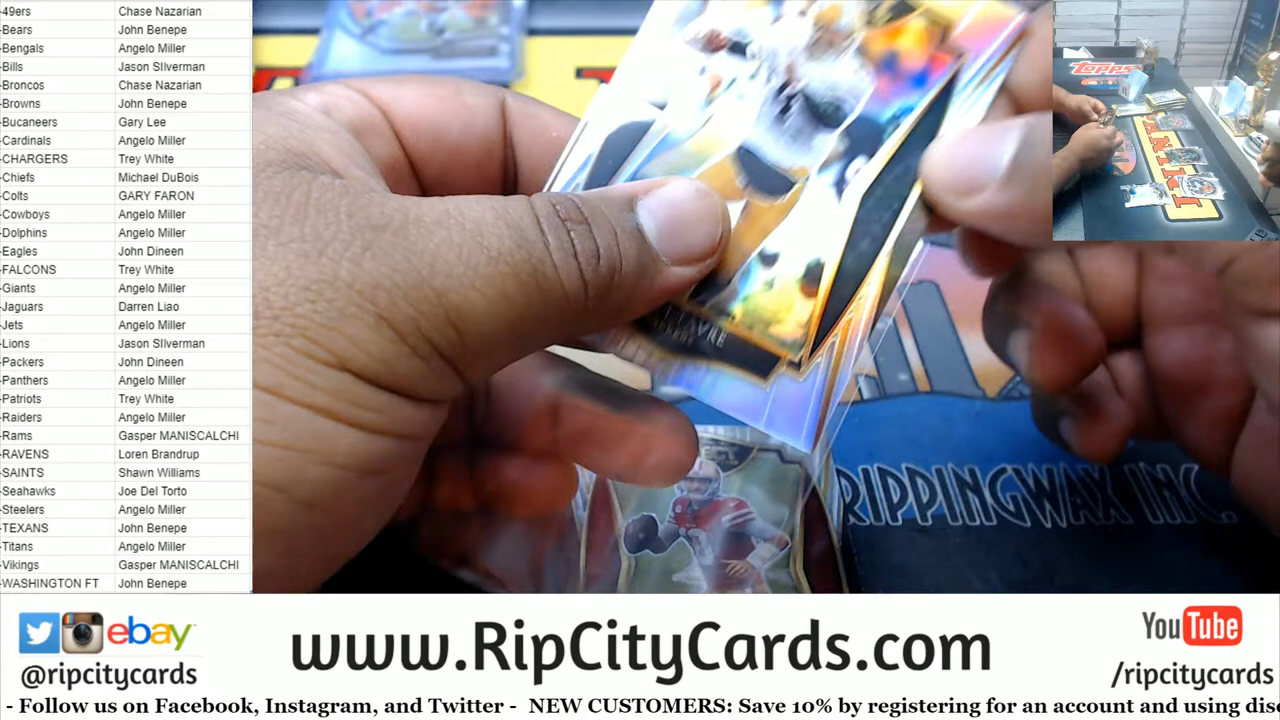 -49ers Chase Nazarian
-Bears John Benepe
-Bengals Angelo Miller
-Bills Jason SIlverman
-Broncos Chase Nazarian
-Browns John Benepe
-Bucaneers Gary Lee
-Cardinals Angelo Miller
-CHARGERS Trey White
-Chiefs Michael DuBois
-Colts GARY FARON
-Cowboys Angelo Miller
-Dolphins Angelo Miller
-Eagles John Dineen
-FALCONS Trey White
-Giants Angelo Miller
-Jaguars Darren Liao
-Jets Angelo Miller
-Lions Jason SIlverman
-Packers John Dineen
-Panthers Angelo Miller
-Patriots Trey White
-Raiders Angelo Miller
-Rams Gasper MANISCALCHI
-RAVENS Loren Brandrup
-SAINTS Shawn Williams
-Seahawks Joe Del Torto
-Steelers Angelo Miller
-TEXANS John Benepe
-Titans Angelo Miller
-Vikings Gasper MANISCALCHI
-WASHINGTON FT John Benepe
Topps
PANINI
FAVRE
RIPPINGWAX INC.
ebay
@ripcitycards
www.RipCityCards.com
YouTube
/ripcitycards
- Follow us on Facebook, Instagram, and Twitter - NEW CUSTOMERS: Save 10% by registering for an account and using disc